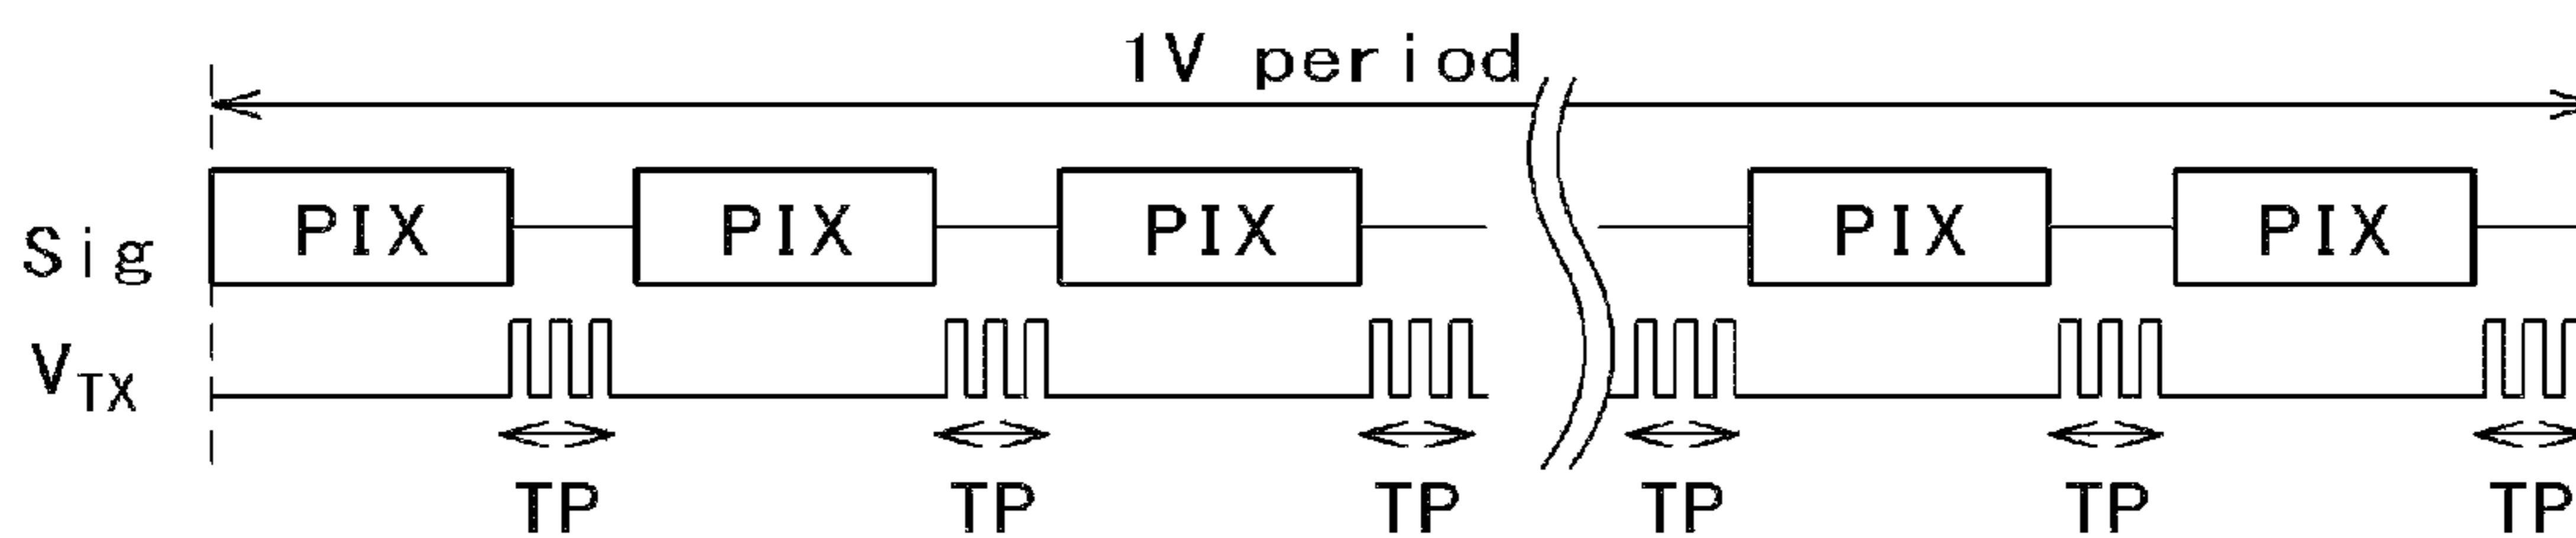 1V period
Sig PIX PIX PIX PIX PIX
VTX
TP TP TP TP TP TP